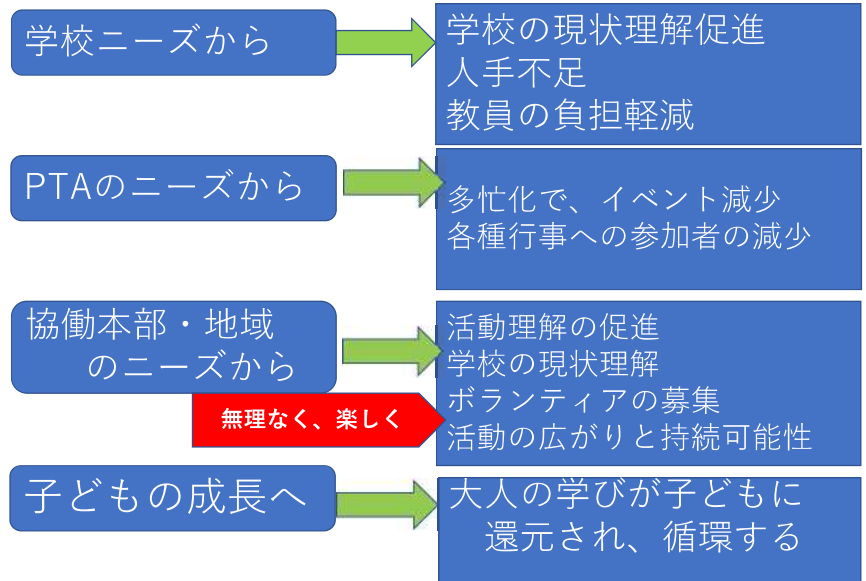 学校ニーズから
学校の現状理解促進
人手不足
教員の負担軽減
PTAのニーズから
多忙化で、イベント減少
各種行事への参加者の減少
協働本部・地域
のニーズから
活動理解の促進
学校の現状理解
ボランティアの募集
活動の広がりと持続可能性
無理なく、楽しく
子どもの成長へ
大人の学びが子どもに
還元され、循環する